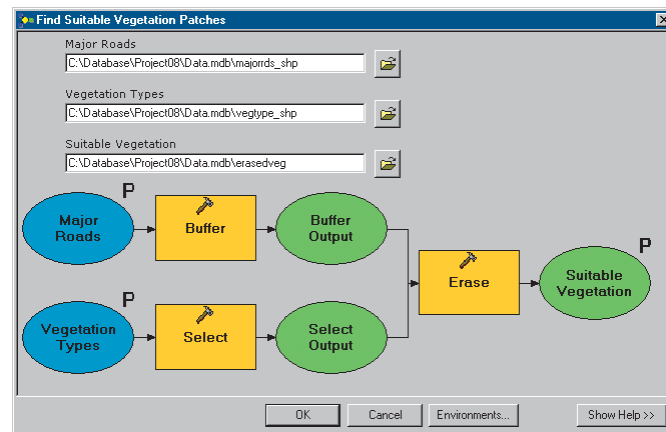 Find Suitable Vegetation Patches
Major Roads
C:\Database\Project08\Data.mdb\majorrds_shp
Vegetation Types
C:\Database\Project08\Data.mdb\vegtype_shp
Suitable Vegetation
C:\Database\Project08\Data.mdb\erasedveg
P
Major
Roads
Buffer
Buffer
Output
P
Vegetation
Types
Select
Select
Output
Erase
P
Suitable
Vegetation
OK
Cancel
Environments...
Show Help >>